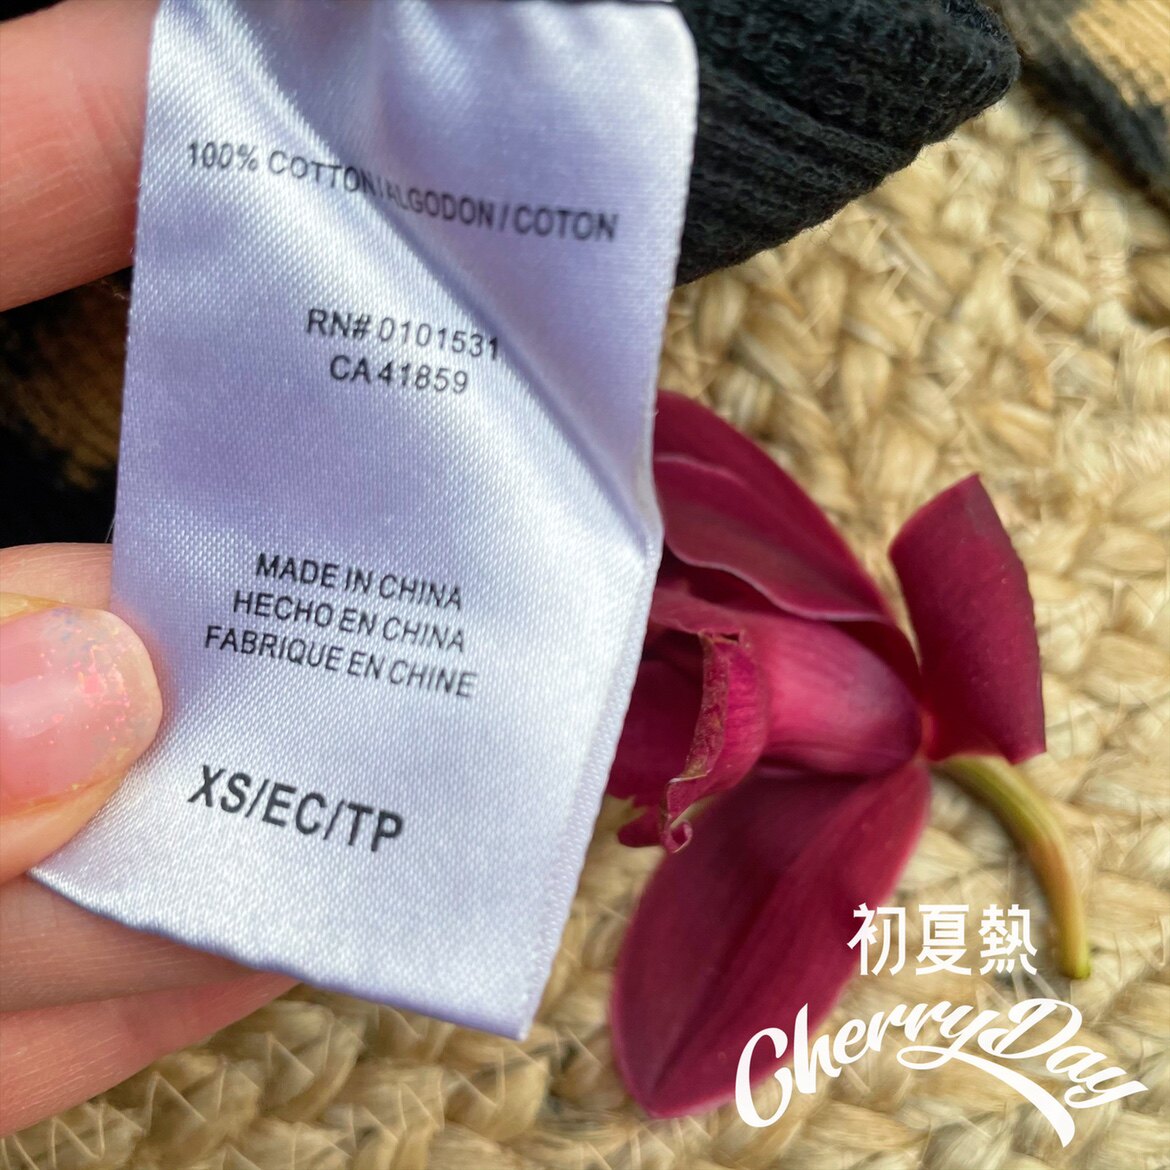 100% COTTON/ALGODON/COTON
RN# 0101531
CA 41859
MADE IN CHINA
HECHO EN CHINA
FABRIQUE EN CHINE
XS/EC/TP
初夏熱
CherryDay